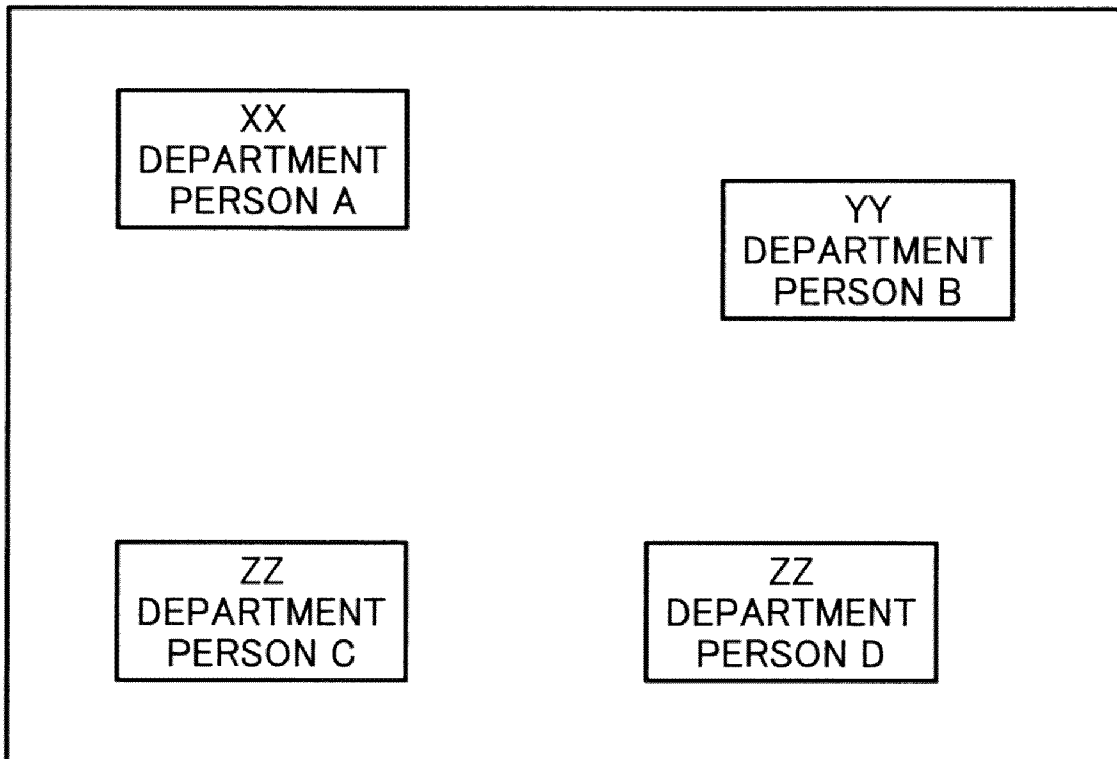 XX
DEPARTMENT
PERSON A
YY
DEPARTMENT
PERSON B
ZZ
DEPARTMENT
PERSON C
ZZ
DEPARTMENT
PERSON D